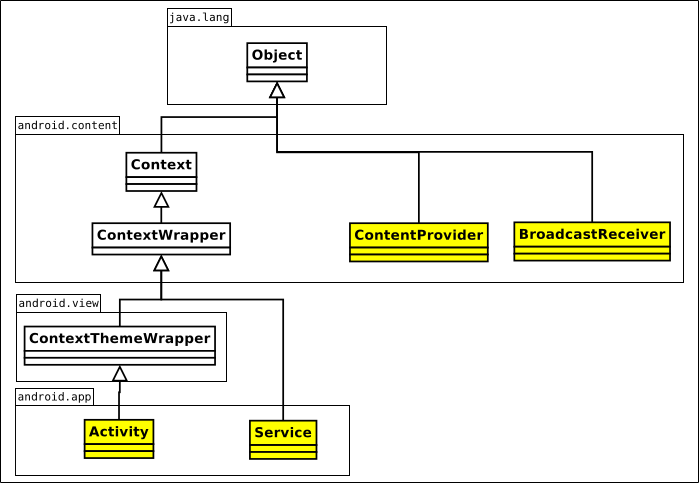 java.lang
Object
android.content
Context
ContextWrapper
ContentProvider
BroadcastReceiver
android.view
ContextThemeWrapper
android.app
Activity
Service